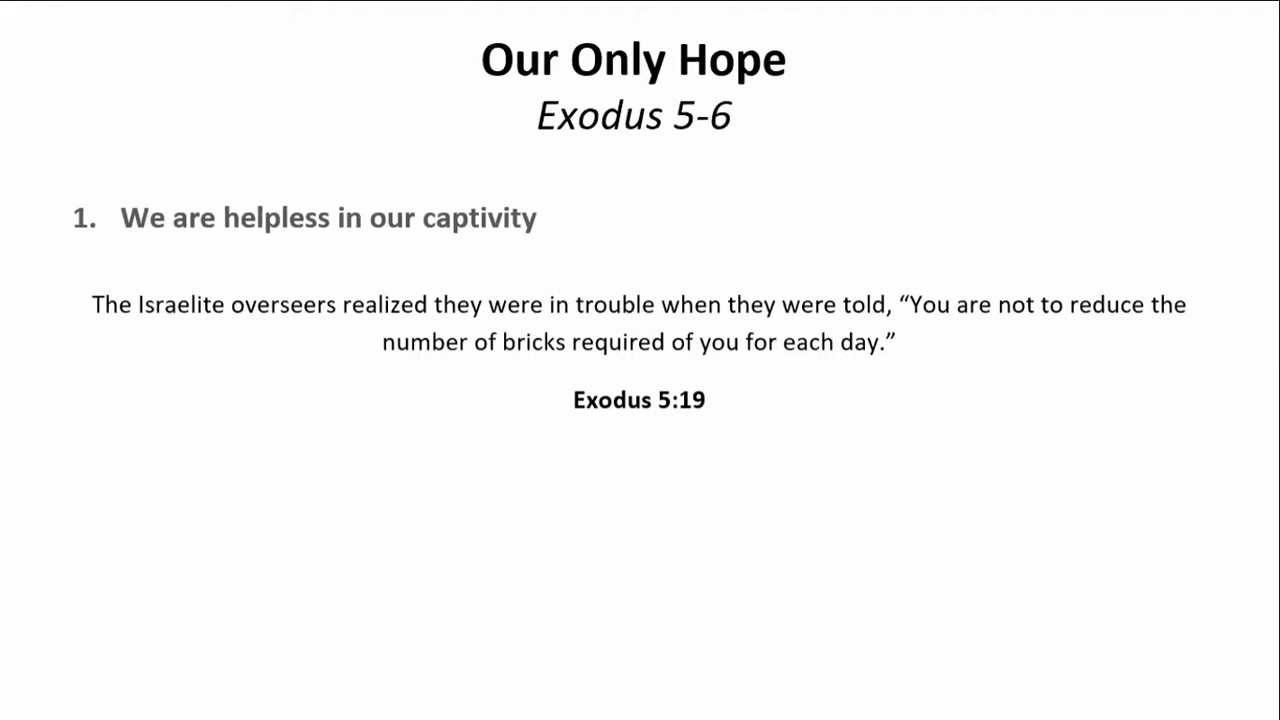 Our Only Hope
Exodus 5-6
1. We are helpless in our captivity
The Israelite overseers realized they were in trouble when they were told, “You are not to reduce the
number of bricks required of you for each day.”
Exodus 5:19